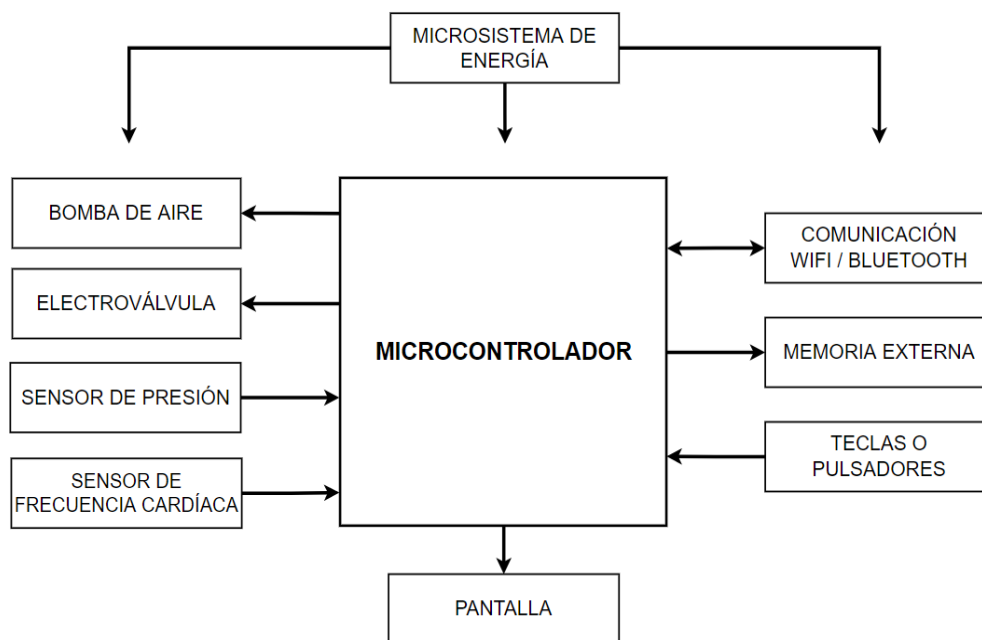 MICROSISTEMA DE
ENERGÍA
BOMBA DE AIRE
ELECTROVÁLVULA
SENSOR DE PRESIÓN
SENSOR DE
FRECUENCIA CARDÍACA
MICROCONTROLADOR
COMUNICACIÓN
WIFI / BLUETOOTH
MEMORIA EXTERNA
TECLAS O
PULSADORES
PANTALLA